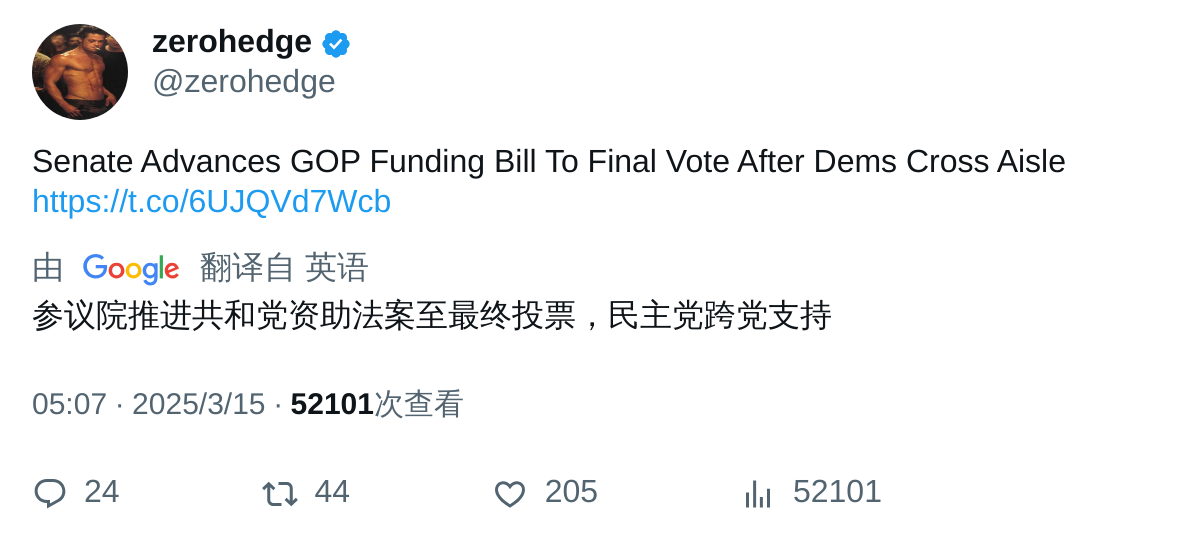 zerohedge
@zerohedge
Senate Advances GOP Funding Bill To Final Vote After Dems Cross Aisle
https://t.co/6UJQVd7Wcb
由 Google 翻译自 英语
参议院推进共和党资助法案至最终投票，民主党跨党支持
05:07 · 2025/3/15 · 52101次查看
24 44 205 52101